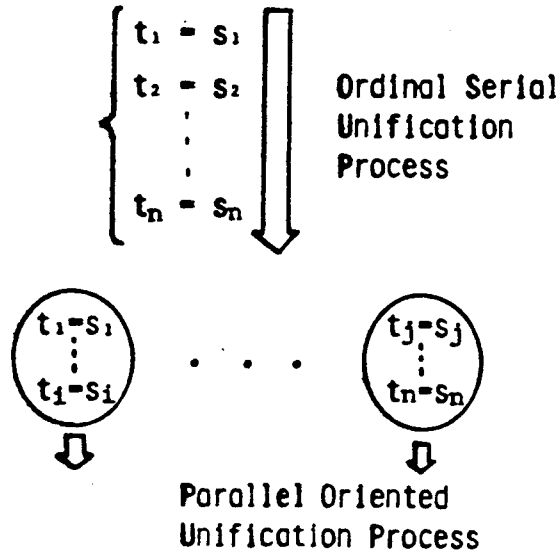 t₁ = s₁
t₂ = s₂
Ordinal Serial
Unification
Process
tₙ = sₙ
t₁=s₁
tᵢ=sᵢ
. . .
tⱼ=sⱼ
tₙ=sₙ
Parallel Oriented
Unification Process